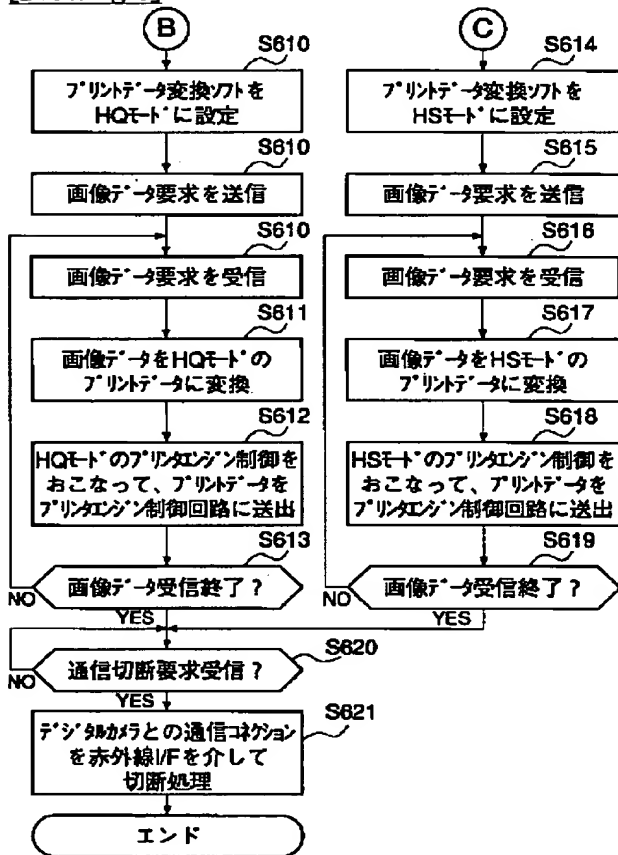 B
S610
プリントデータ変換ソフトを
HQモードに設定
S610
画像データ要求を送信
S610
画像データ要求を受信
S611
画像データをHQモードの
プリントデータに変換
S612
HQモードのプリンタエンジン制御を
おこなって、プリントデータを
プリンタエンジン制御回路に送出
S613
画像データ受信終了？
NO
YES
C
S614
プリントデータ変換ソフトを
HSモードに設定
S615
画像データ要求を送信
S616
画像データ要求を受信
S617
画像データをHSモードの
プリントデータに変換
S618
HSモードのプリンタエンジン制御を
おこなって、プリントデータを
プリンタエンジン制御回路に送出
S619
画像データ受信終了？
NO
YES
S620
通信切断要求受信？
NO
YES
S621
デジタルカメラとの通信コネクション
を赤外線I/Fを介して
切断処理
エンド